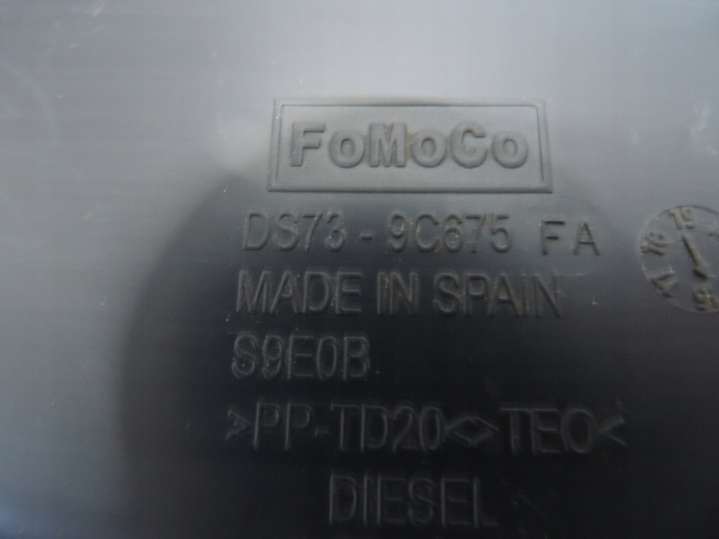 FoMoCo
DS73 - 9C675 FA
MADE IN SPAIN
S9E0B
>PP-TD20<>TEO<
DIESEL